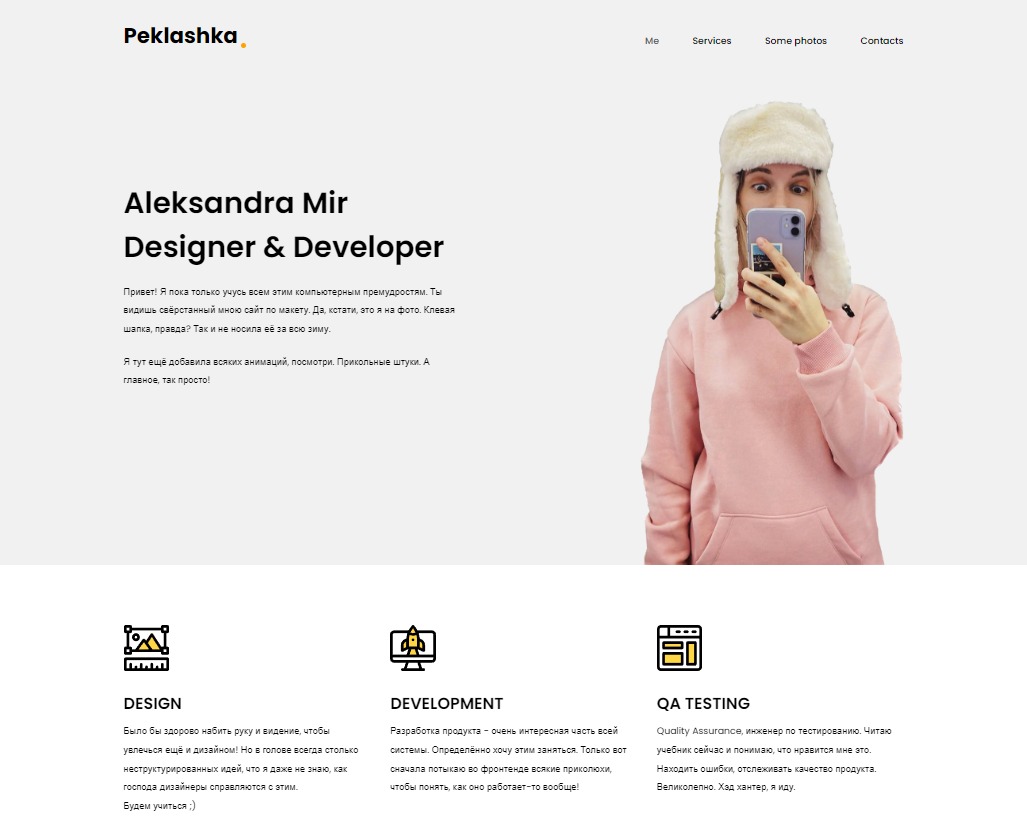 Peklashka.
Me
Services
Some photos
Contacts
Aleksandra Mir
Designer & Developer
Привет! Я пока только учусь всем этим компьютерным премудростям. Ты
видишь свёрстанный мною сайт по макету. Да, кстати, это я на фото. Клевая
шапка, правда? Так и не носила её за всю зиму.
Я тут ещё добавила всяких анимаций, посмотри. Прикольные штуки. А
главное, так просто!
DESIGN
Было бы здорово набить руку и видение, чтобы
увлечься ещё и дизайном! Но в голове всегда столько
неструктурированных идей, что я даже не знаю, как
господа дизайнеры справляются с этим.
Будем учиться ;)
DEVELOPMENT
Разработка продукта - очень интересная часть всей
системы. Определённо хочу этим заняться. Только вот
сначала потыкаю во фронтенде всякие приколюхи,
чтобы понять, как оно работает-то вообще!
QA TESTING
Quality Assurance, инженер по тестированию. Читаю
учебник сейчас и понимаю, что нравится мне это.
Находить ошибки, отслеживать качество продукта.
Великолепно. Хэд хантер, я иду.